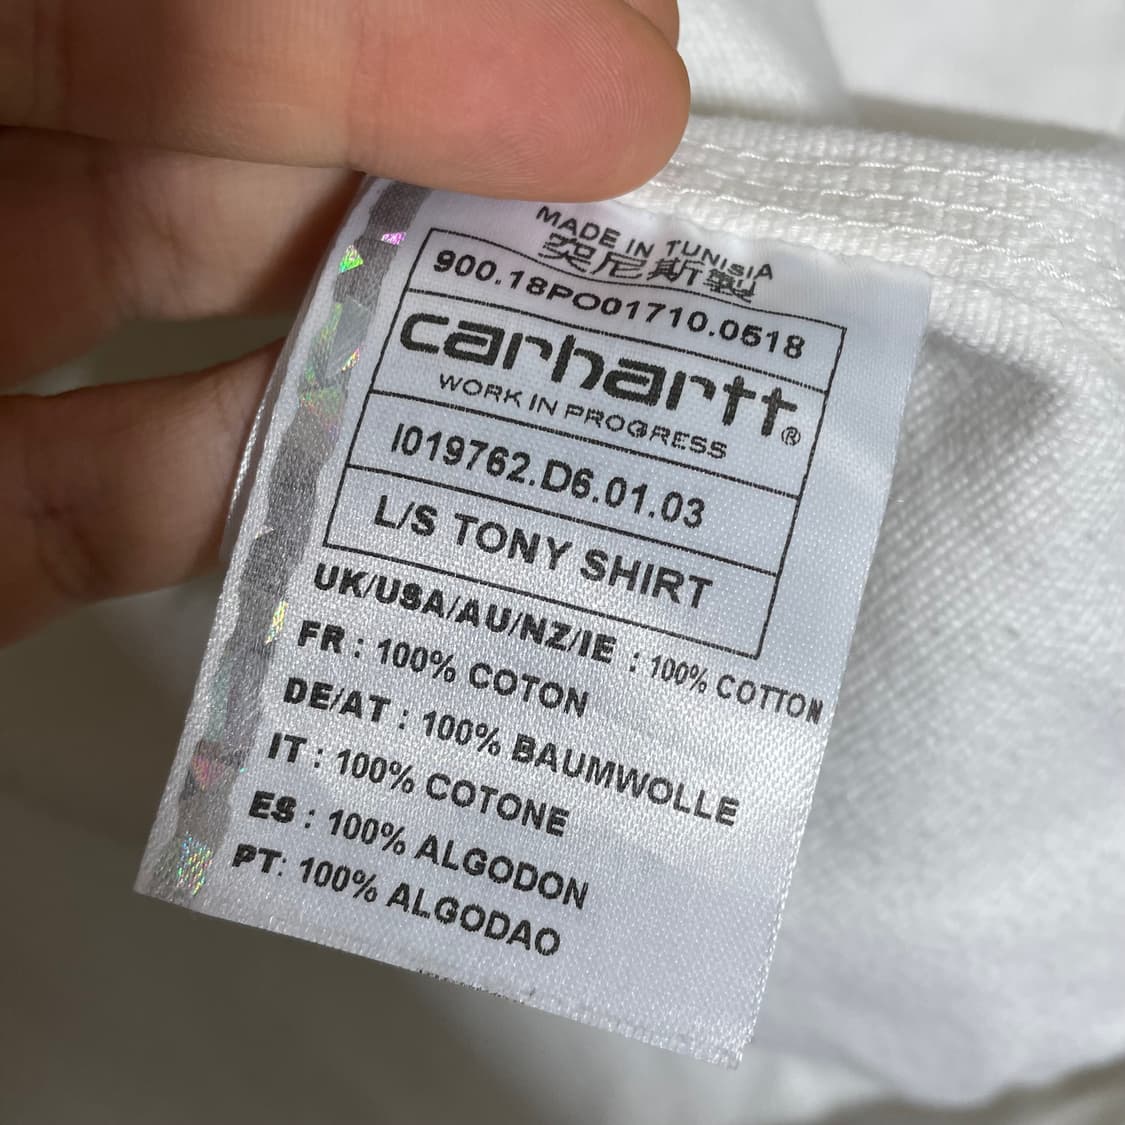 MADE IN TUNISIA
突尼斯製
900.18PO01710.0518
carhartt®
WORK IN PROGRESS
I019762.D6.01.03
L/S TONY SHIRT
UK/USA/AU/NZ/IE : 100% COTTON
FR : 100% COTON
DE/AT : 100% BAUMWOLLE
IT : 100% COTONE
ES : 100% ALGODON
PT: 100% ALGODAO